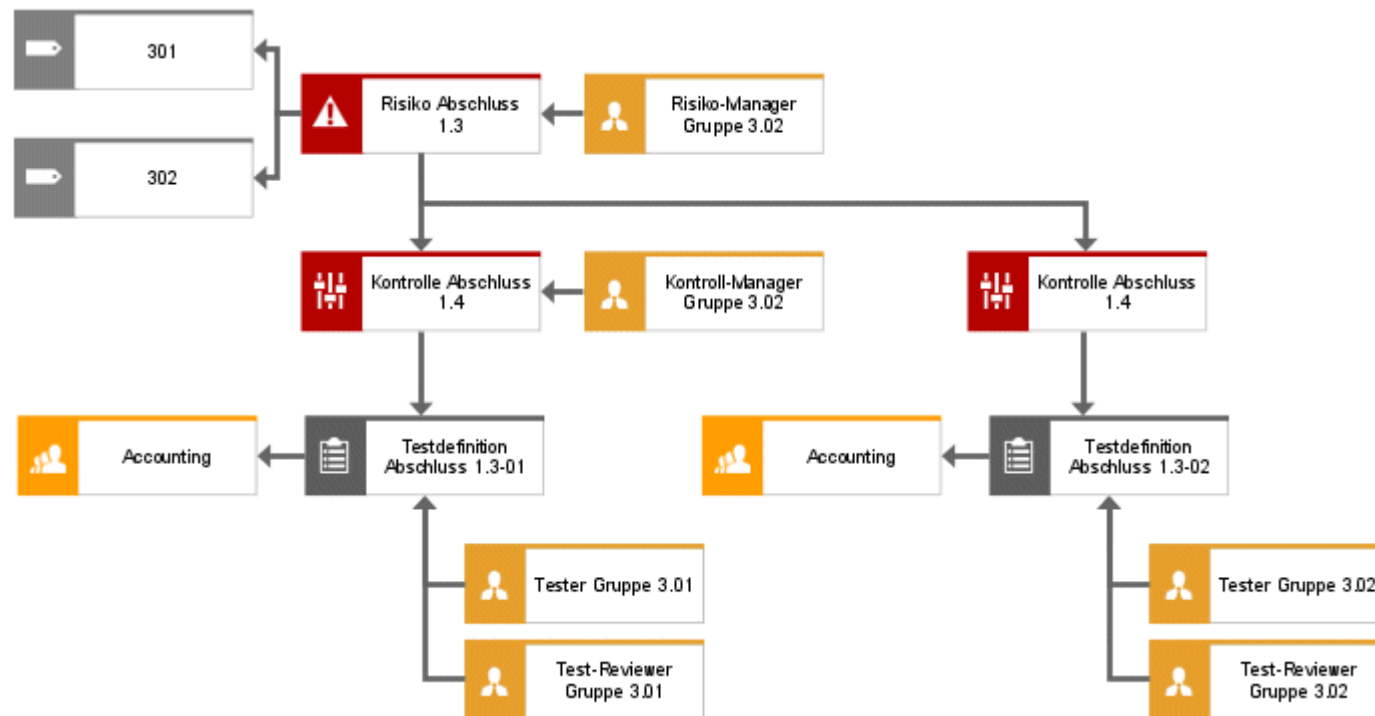 301
Risiko Abschluss
1.3
Risiko-Manager
Gruppe 3.02
302
Kontrolle Abschluss
1.4
Kontroll-Manager
Gruppe 3.02
Kontrolle Abschluss
1.4
Accounting
Testdefinition
Abschluss 1.3-01
Accounting
Testdefinition
Abschluss 1.3-02
Tester Gruppe 3.01
Tester Gruppe 3.02
Test-Reviewer
Gruppe 3.01
Test-Reviewer
Gruppe 3.02